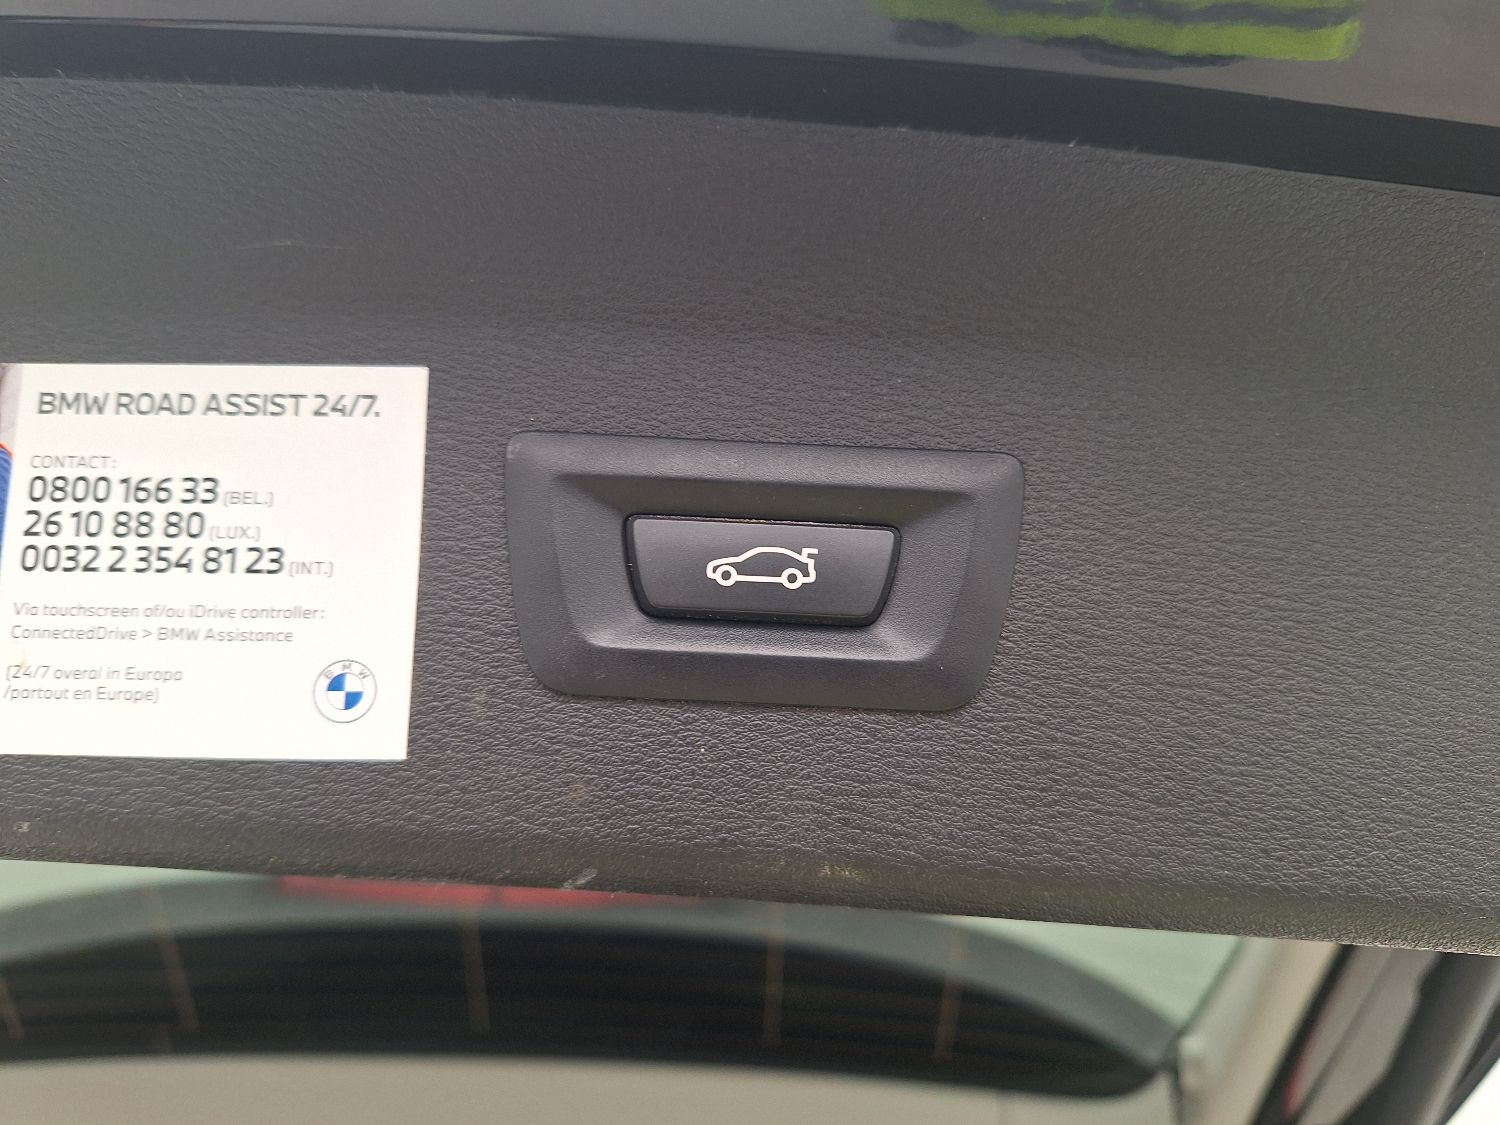 BMW ROAD ASSIST 24/7.
CONTACT:
0800 166 33 (BEL.)
26 10 88 80 (LUX.)
0032 2 354 81 23 (INT.)
Via touchscreen of/ou iDrive controller:
ConnectedDrive > BMW Assistance
(24/7 overal in Europa
/partout en Europe)
BMW